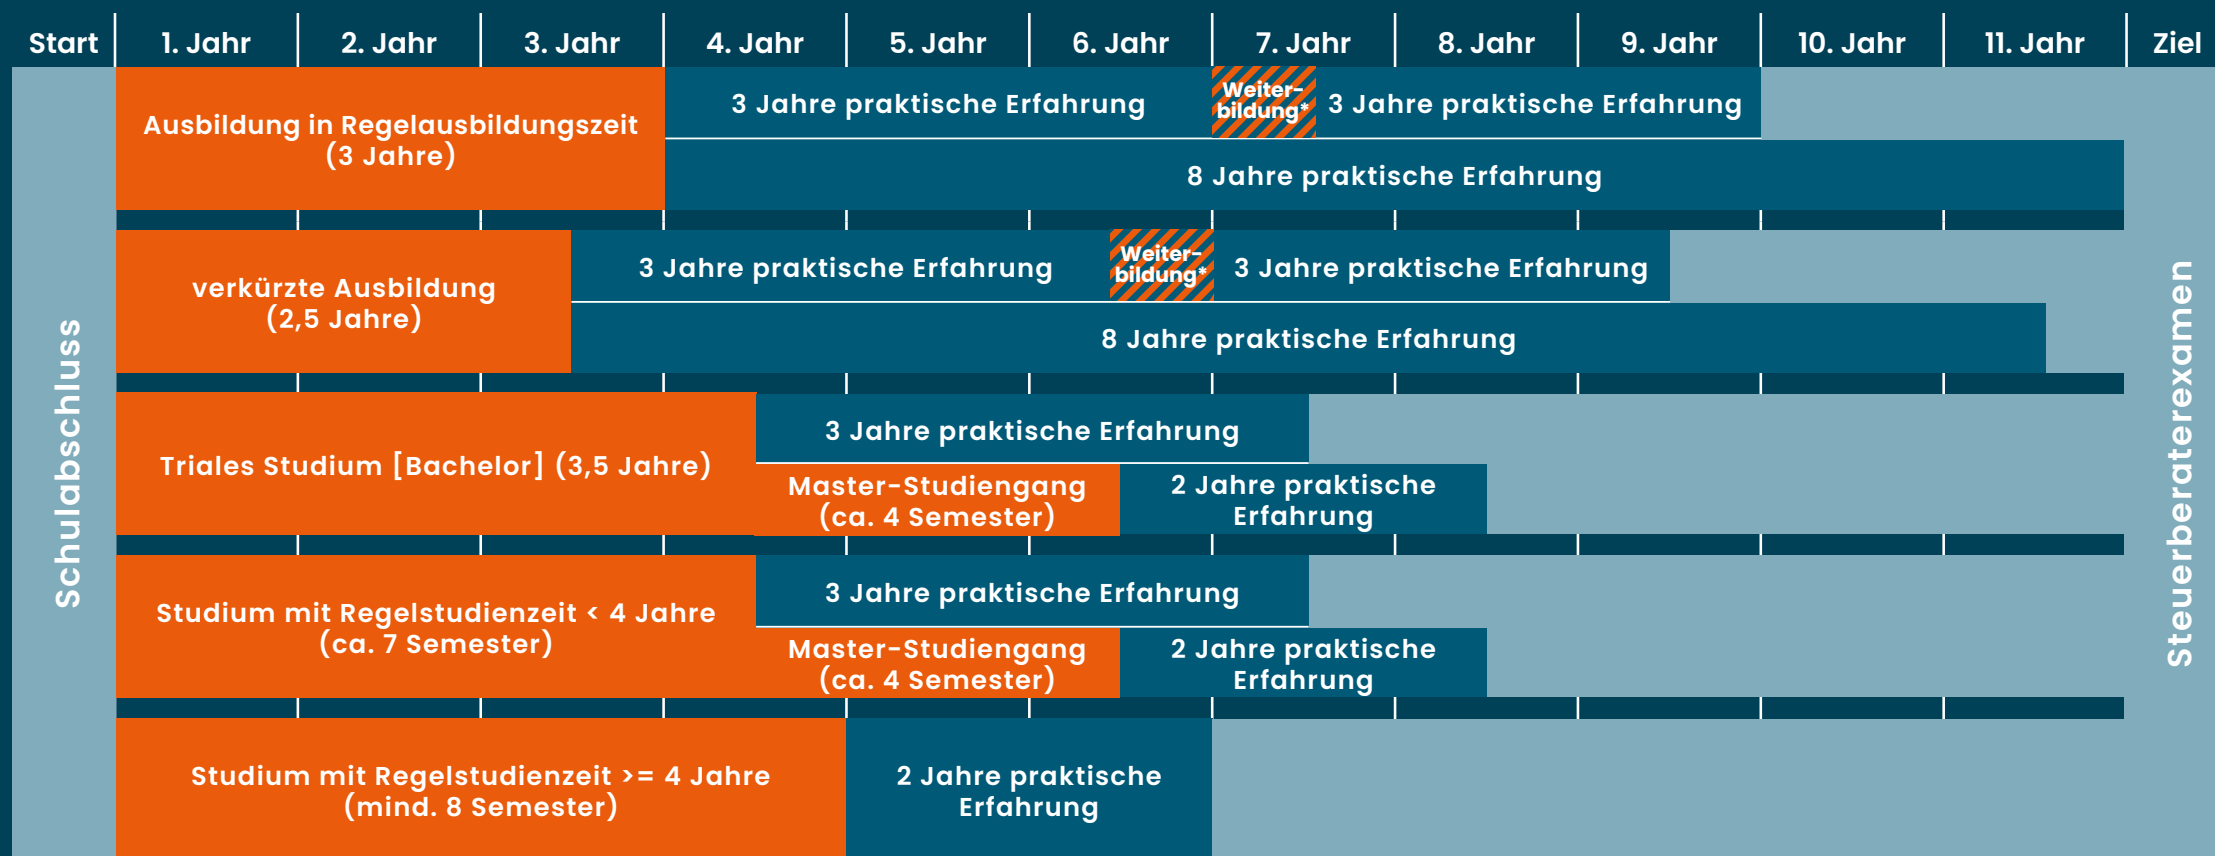 Start 1. Jahr 2. Jahr 3. Jahr 4. Jahr 5. Jahr 6. Jahr 7. Jahr 8. Jahr 9. Jahr 10. Jahr 11. Jahr Ziel
Schulabschluss
Ausbildung in Regelausbildungszeit
(3 Jahre)
3 Jahre praktische Erfahrung
Weiter-
bildung*
3 Jahre praktische Erfahrung
8 Jahre praktische Erfahrung
verkürzte Ausbildung
(2,5 Jahre)
3 Jahre praktische Erfahrung
Weiter-
bildung*
3 Jahre praktische Erfahrung
8 Jahre praktische Erfahrung
Triales Studium [Bachelor] (3,5 Jahre)
3 Jahre praktische Erfahrung
Master-Studiengang
(ca. 4 Semester)
2 Jahre praktische
Erfahrung
Studium mit Regelstudienzeit < 4 Jahre
(ca. 7 Semester)
3 Jahre praktische Erfahrung
Master-Studiengang
(ca. 4 Semester)
2 Jahre praktische
Erfahrung
Studium mit Regelstudienzeit >= 4 Jahre
(mind. 8 Semester)
2 Jahre praktische
Erfahrung
Steuerberaterexamen